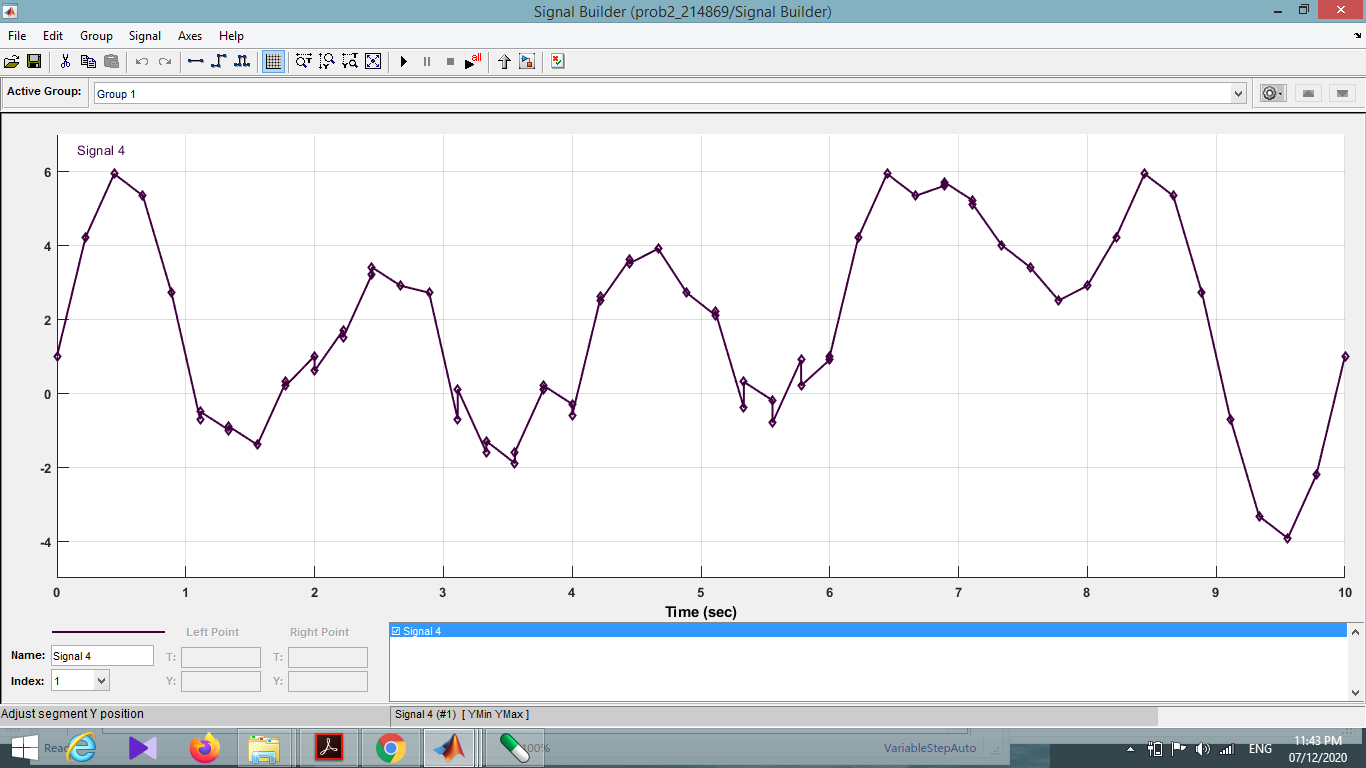 Signal Builder (prob2_214869/Signal Builder)
File Edit Group Signal Axes Help
all
Active Group: Group 1
Signal 4
6
4
2
0
-2
-4
0 1 2 3 4 5 6 7 8 9 10
Time (sec)
Left Point Right Point
Name: Signal 4 T: T:
Index: 1 Y: Y:
Signal 4
Adjust segment Y position
Signal 4 (#1) [ YMin YMax ]
100% VariableStepAuto
ENG
11:43 PM
07/12/2020